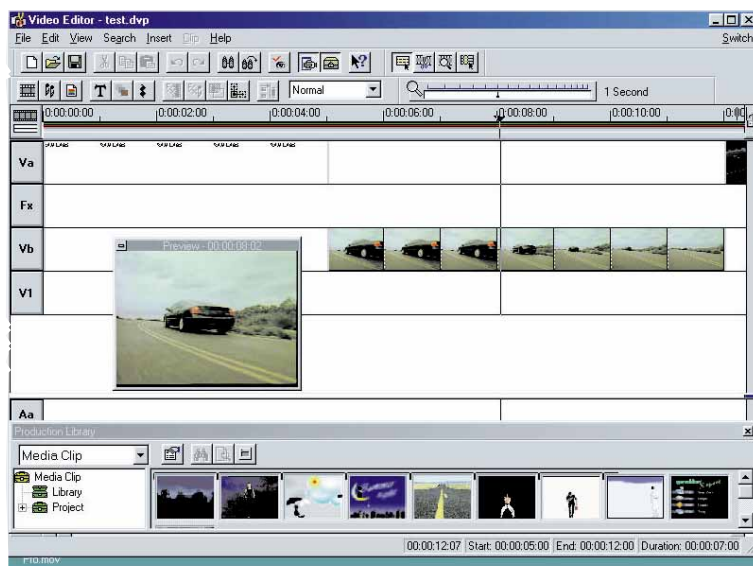 Video Editor - test.dvp
File Edit View Search Insert Clip Help Switch
T Normal 1 Second
0:00:00:00 0:00:02:00 0:00:04:00 0:00:06:00 0:00:08:00 0:00:10:00
Va
Fx
Vb
Preview - 00:00:08:02
V1
Aa
Production Library
Media Clip
Media Clip
Library
Project
00:00:12:07 Start: 00:00:05:00 End: 00:00:12:00 Duration: 00:00:07:00